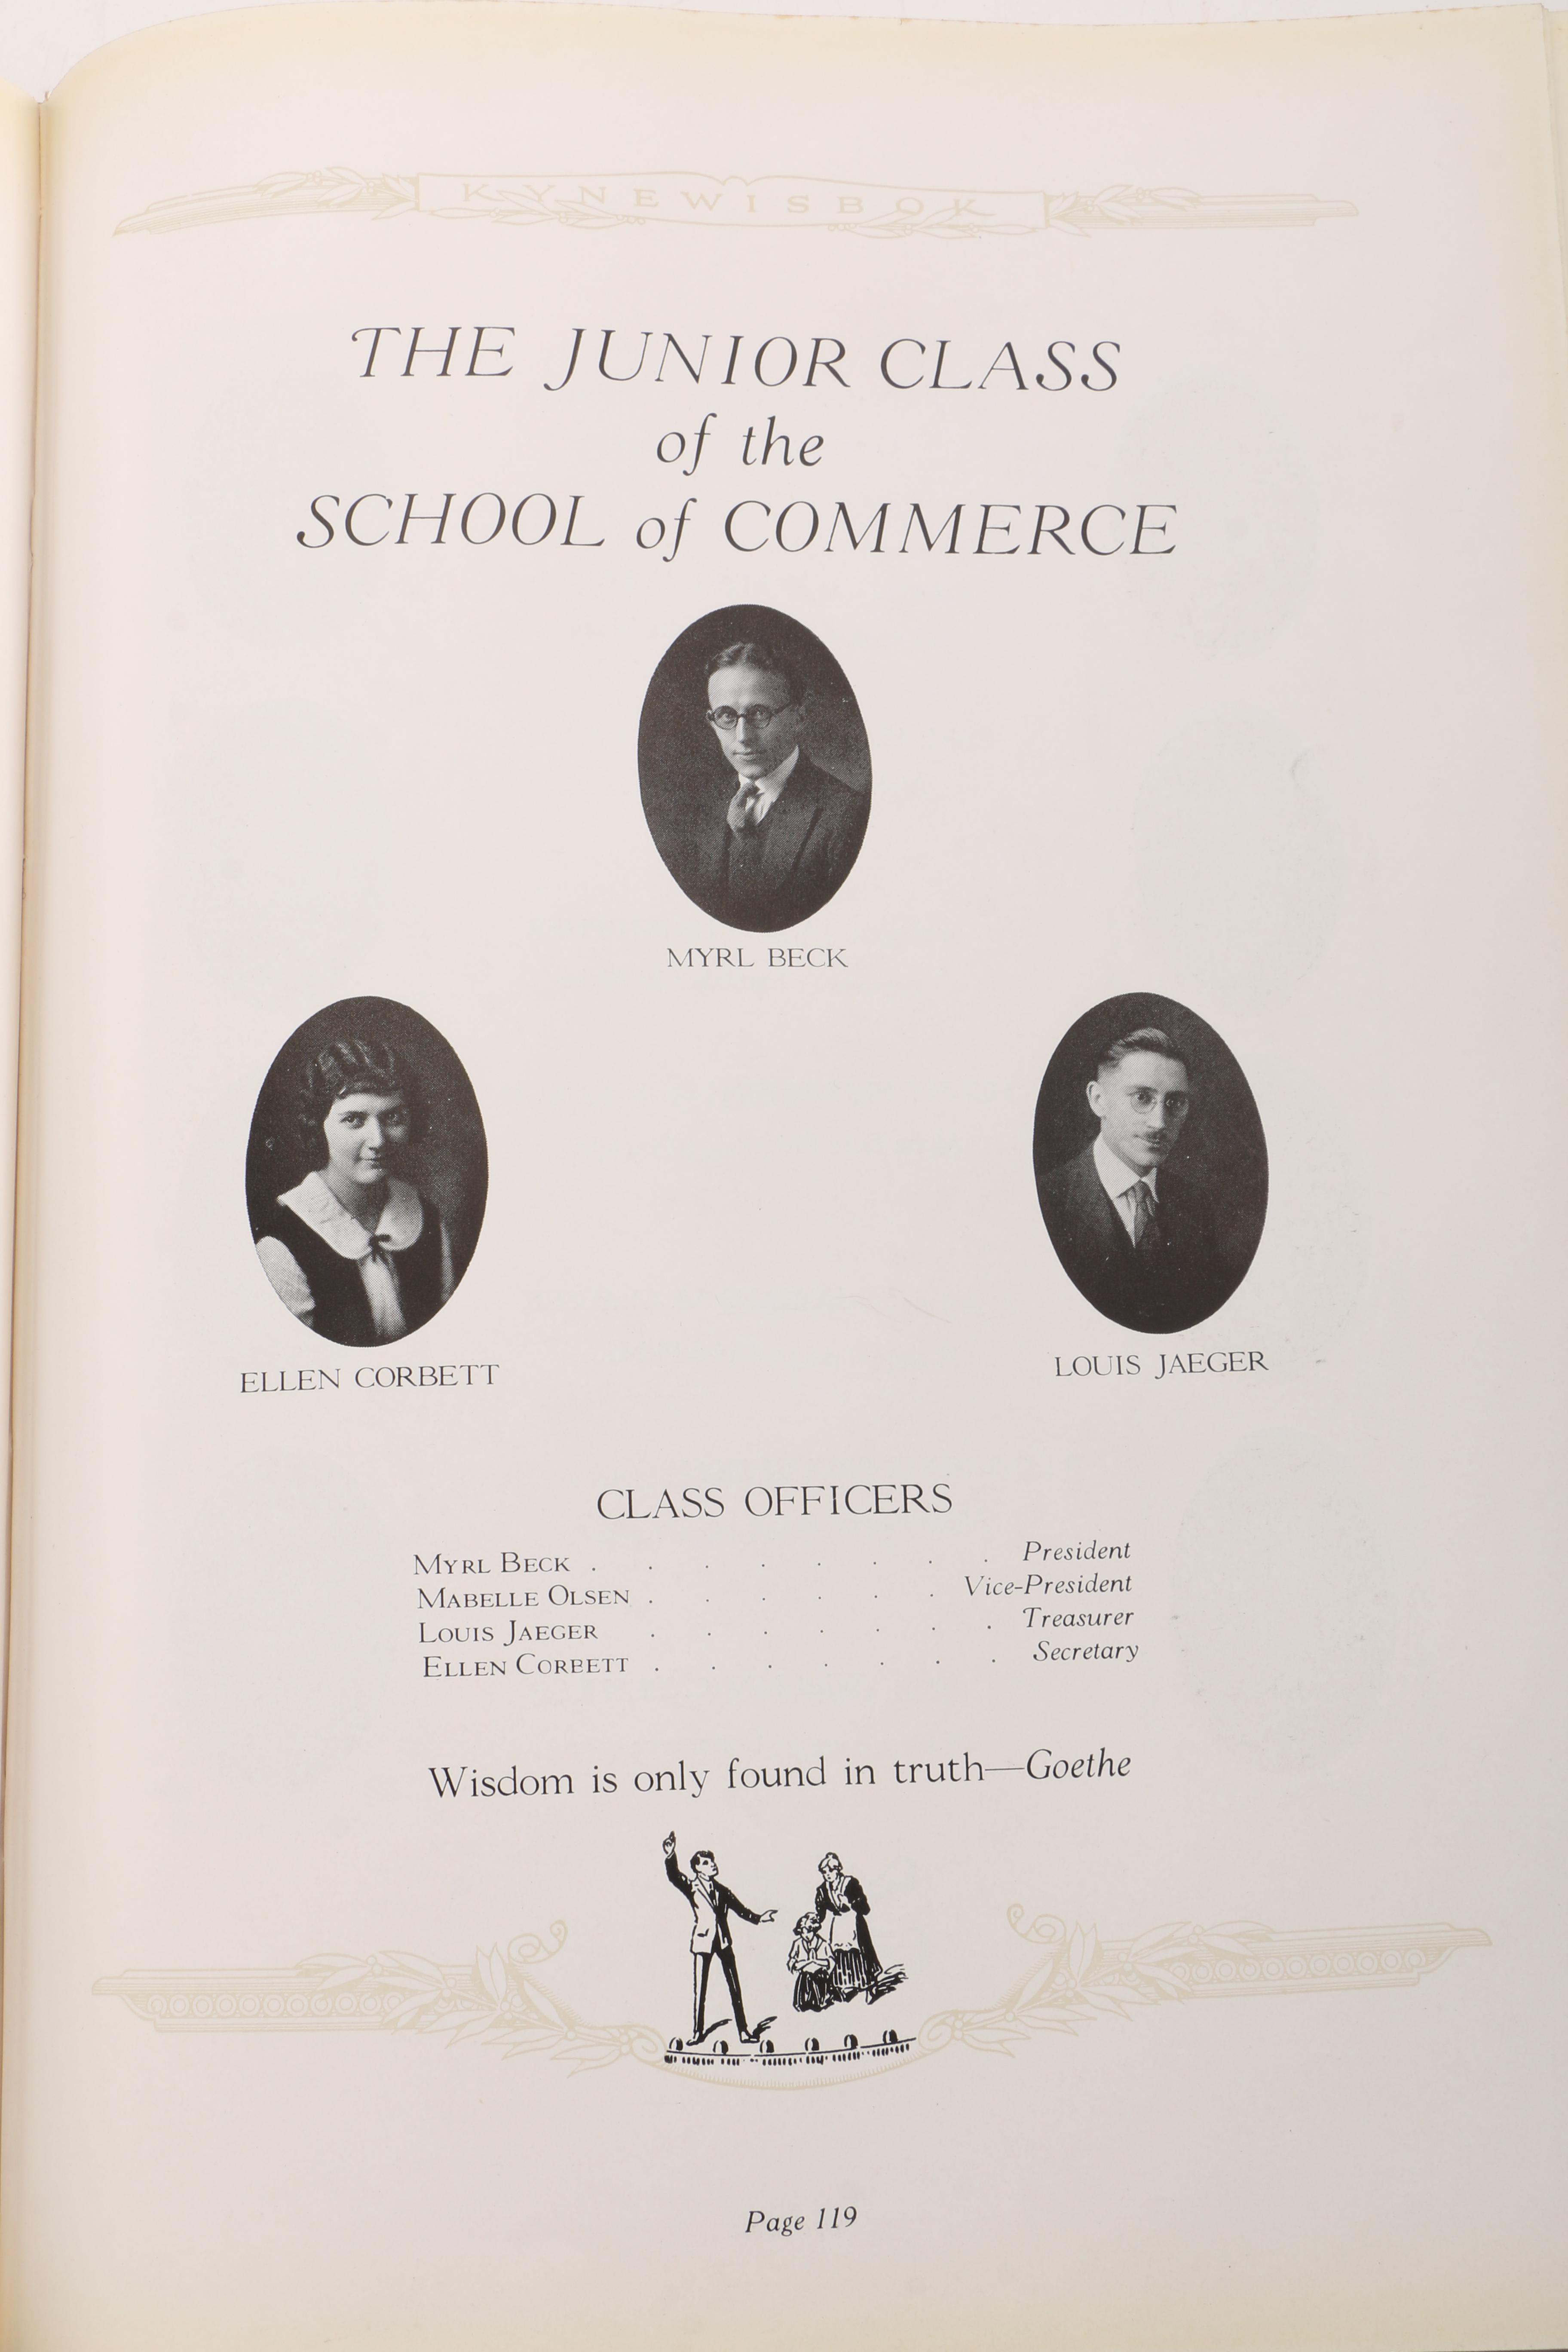 KYNEWISBOK
THE JUNIOR CLASS
of the
SCHOOL of COMMERCE
MYRL BECK
ELLEN CORBETT
LOUIS JAEGER
CLASS OFFICERS
MYRL BECK . . . . . . . . President
MABELLE OLSEN . . . . . . Vice-President
LOUIS JAEGER . . . . . . . Treasurer
ELLEN CORBETT . . . . . . . Secretary
Wisdom is only found in truth—Goethe
Page 119